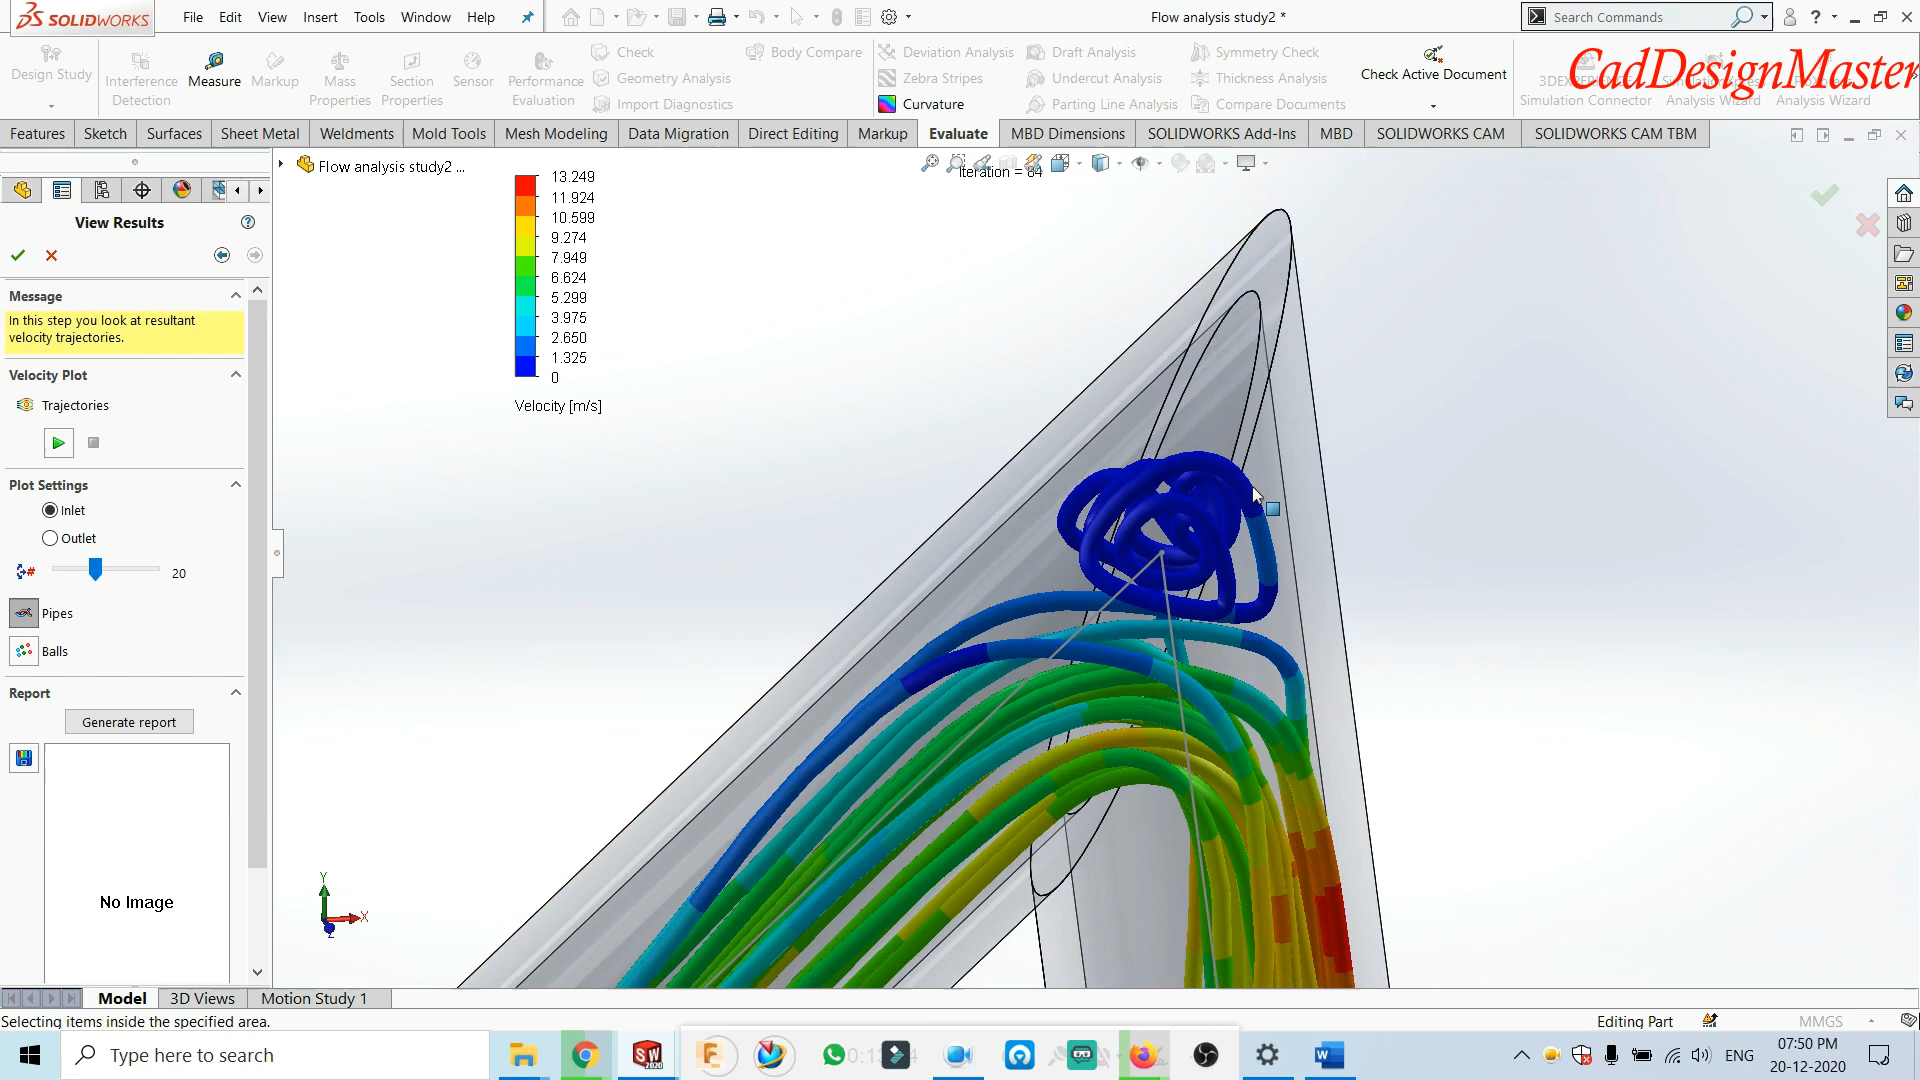 SOLIDWORKS File Edit View Insert Tools Window Help Flow analysis study2 * Search Commands
Design Study Interference Detection Measure Markup Mass Properties Section Properties Sensor Performance Evaluation Check Geometry Analysis Import Diagnostics Body Compare Deviation Analysis Zebra Stripes Curvature Draft Analysis Undercut Analysis Parting Line Analysis Symmetry Check Thickness Analysis Compare Documents Check Active Document
CadDesignMaster
Simulation Connector Analysis Wizard Analysis Wizard
Features Sketch Surfaces Sheet Metal Weldments Mold Tools Mesh Modeling Data Migration Direct Editing Markup Evaluate MBD Dimensions SOLIDWORKS Add-Ins MBD SOLIDWORKS CAM SOLIDWORKS CAM TBM
Flow analysis study2 ...
Iteration = 84
View Results
Message
In this step you look at resultant
velocity trajectories.
Velocity Plot
Trajectories
Plot Settings
Inlet
Outlet
20
Pipes
Balls
Report
Generate report
No Image
13.249
11.924
10.599
9.274
7.949
6.624
5.299
3.975
2.650
1.325
0
Velocity [m/s]
Y
X
Z
Model 3D Views Motion Study 1
Selecting items inside the specified area. Editing Part MMGS
Type here to search ENG 07:50 PM
20-12-2020